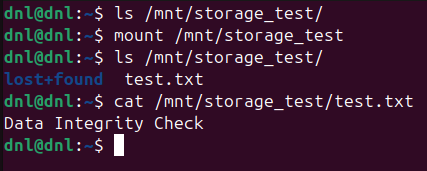 dnl@dnl:~$ ls /mnt/storage_test/
dnl@dnl:~$ mount /mnt/storage_test
dnl@dnl:~$ ls /mnt/storage_test/
lost+found  test.txt
dnl@dnl:~$ cat /mnt/storage_test/test.txt
Data Integrity Check
dnl@dnl:~$